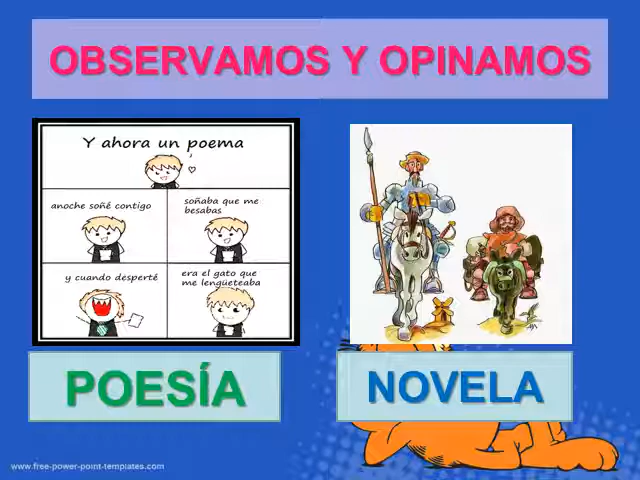 OBSERVAMOS Y OPINAMOS
Y ahora un poema
anoche soñé contigo
soñaba que me
besabas
y cuando desperté
era el gato que
me lengüeteaba
POESÍA
NOVELA
www.free-power-point-templates.com